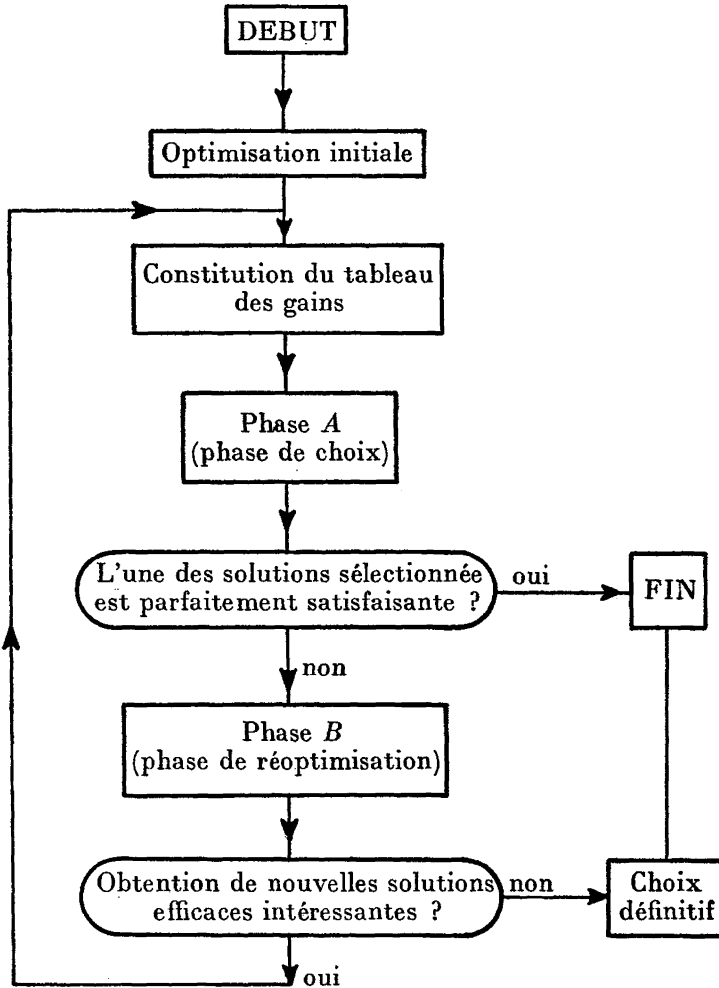 DEBUT
Optimisation initiale
Constitution du tableau
des gains
Phase A
(phase de choix)
L'une des solutions sélectionnée
est parfaitement satisfaisante ?
oui
FIN
non
Phase B
(phase de réoptimisation)
Obtention de nouvelles solutions
efficaces intéressantes ?
non
Choix
définitif
oui